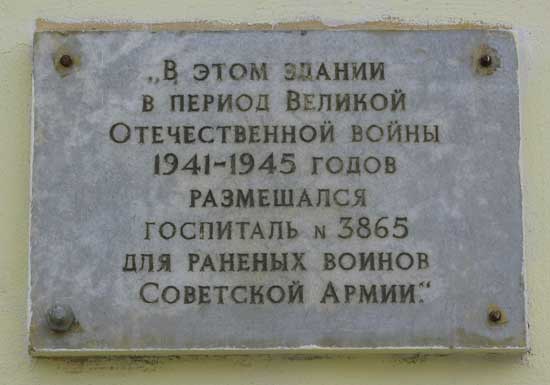 „В этом здании
в период Великой
Отечественной войны
1941-1945 годов
размещался
госпиталь N 3865
для раненых воинов
Советской Армии."